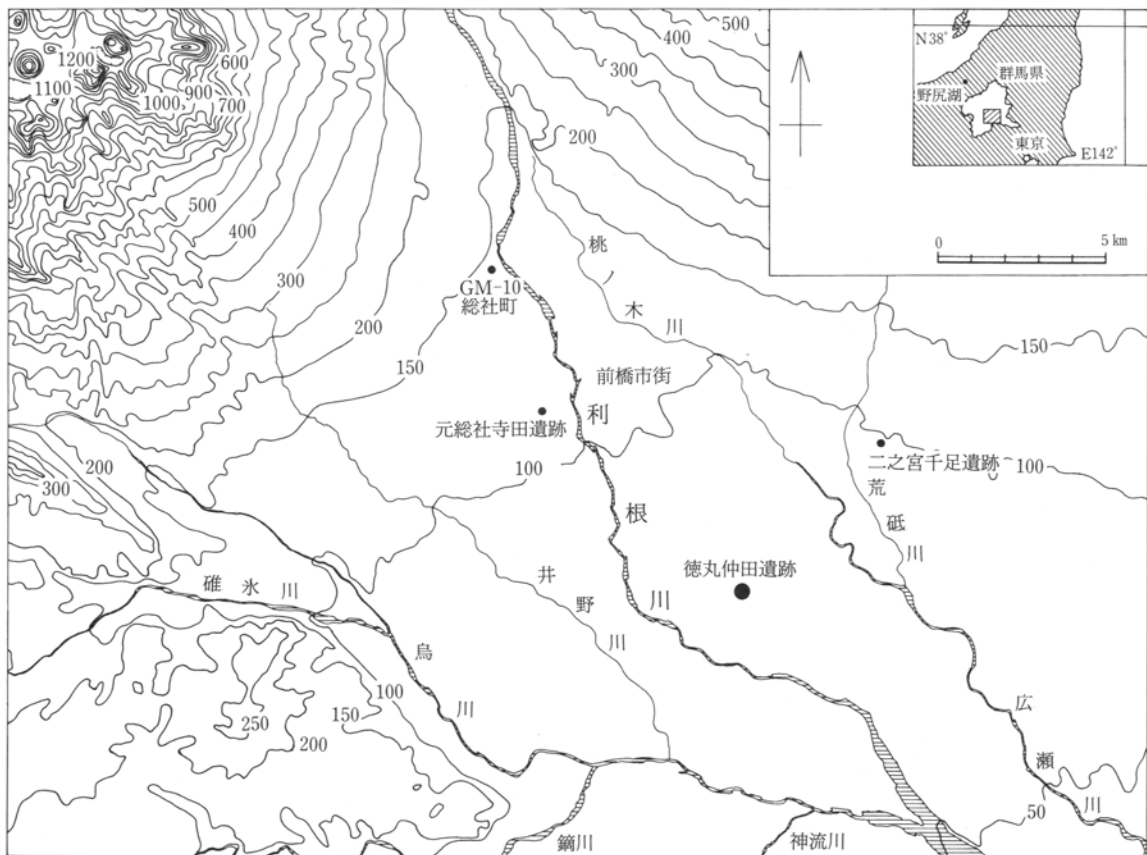 1200
1100
1000
900
600
700
500
400
300
200
150
500
400
500
300
200
N38°
群馬県
野尻湖
東京
E142°
0 5 km
GM-10
総社町
桃木川
150
前橋市街
元総社寺田遺跡
100
利根川
二之宮千足遺跡
100
荒砥川
徳丸仲田遺跡
200
300
碓氷川
井野川
烏川
100
150
250
200
広瀬川
50
鏑川
神流川